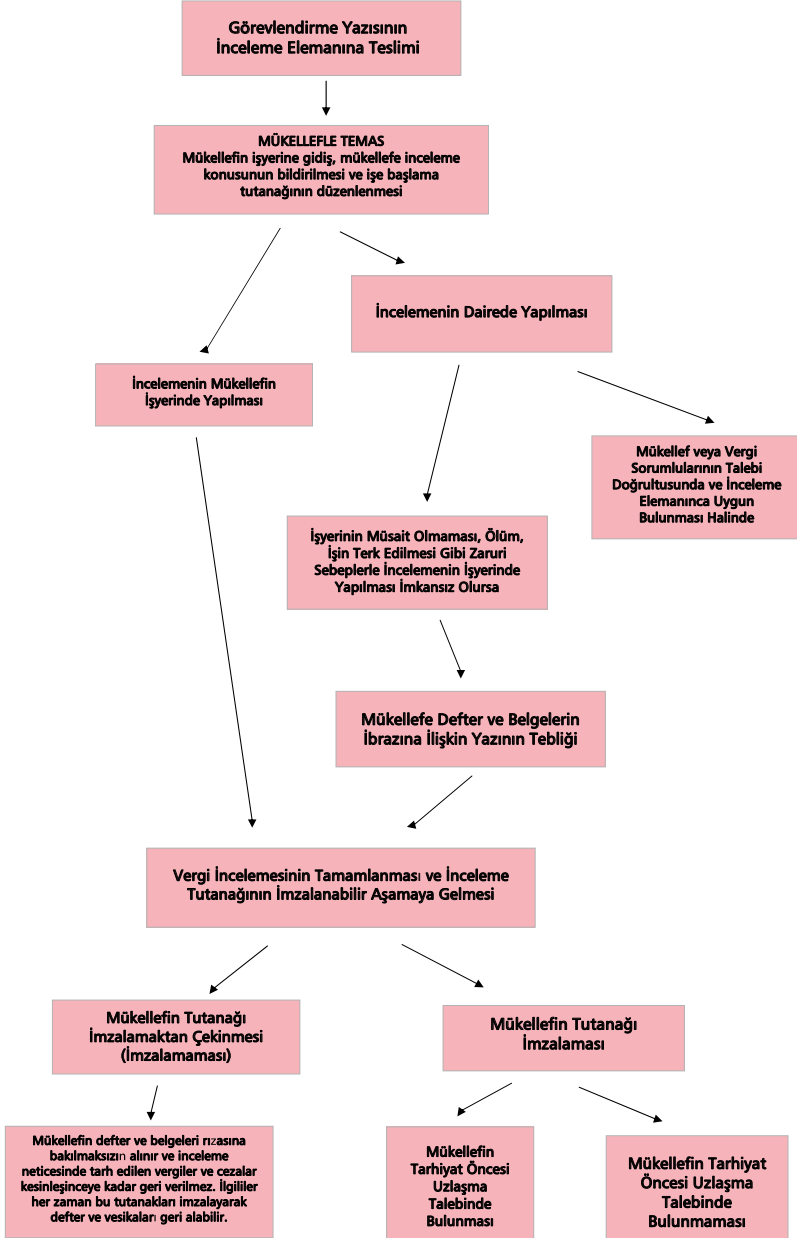 Görevlendirme Yazısının
İnceleme Elemanına Teslimi
MÜKELLEFLE TEMAS
Mükellefin işyerine gidiş, mükellefe inceleme
konusunun bildirilmesi ve işe başlama
tutanağının düzenlenmesi
İncelemenin Dairede Yapılması
İncelemenin Mükellefin
İşyerinde Yapılması
Mükellef veya Vergi
Sorumlularının Talebi
Doğrultusunda ve İnceleme
Elemanınca Uygun
Bulunması Halinde
İşyerinin Müsait Olmaması, Ölüm,
İşin Terk Edilmesi Gibi Zaruri
Sebeplerle İncelemenin İşyerinde
Yapılması İmkansız Olursa
Mükellefe Defter ve Belgelerin
İbrazına İlişkin Yazının Tebliği
Vergi İncelemesinin Tamamlanması ve İnceleme
Tutanağının İmzalanabilir Aşamaya Gelmesi
Mükellefin Tutanağı
İmzalamaktan Çekinmesi
(İmzalamaması)
Mükellefin Tutanağı
İmzalaması
Mükellefin defter ve belgeleri rızasına
bakılmaksızın alınır ve inceleme
neticesinde tarh edilen vergiler ve cezalar
kesinleşinceye kadar geri verilmez. İlgililer
her zaman bu tutanakları imzalayarak
defter ve vesikaları geri alabilir.
Mükellefin
Tarhiyat Öncesi
Uzlaşma
Talebinde
Bulunması
Mükellefin Tarhiyat
Öncesi Uzlaşma
Talebinde
Bulunmaması